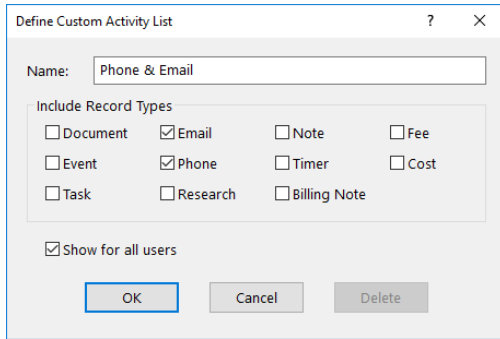 Define Custom Activity List ? ×
Name: Phone & Email
Include Record Types
Document Email Note Fee
Event Phone Timer Cost
Task Research Billing Note
Show for all users
OK Cancel Delete